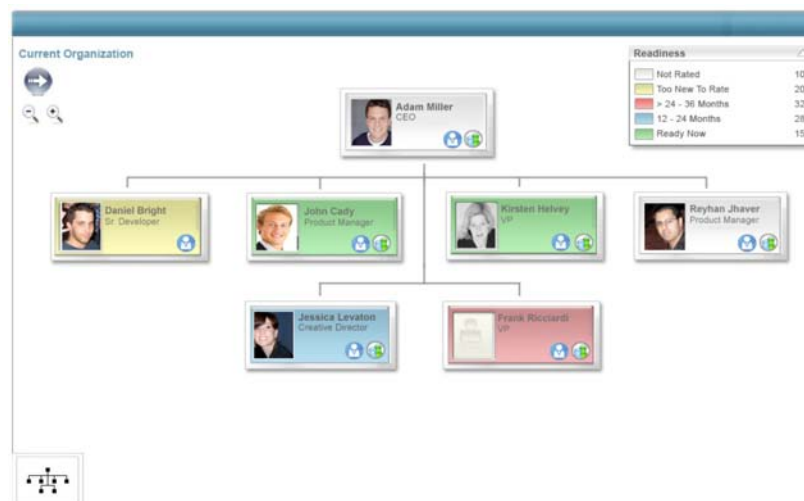 Current Organization
Readiness
Not Rated 10
Too New To Rate 20
> 24 - 36 Months 32
12 - 24 Months 28
Ready Now 15
Adam Miller
CEO
Daniel Bright
Sr. Developer
John Cady
Product Manager
Kirsten Helvey
VP
Reyhan Jhaver
Product Manager
Jessica Levaton
Creative Director
Frank Ricciardi
VP